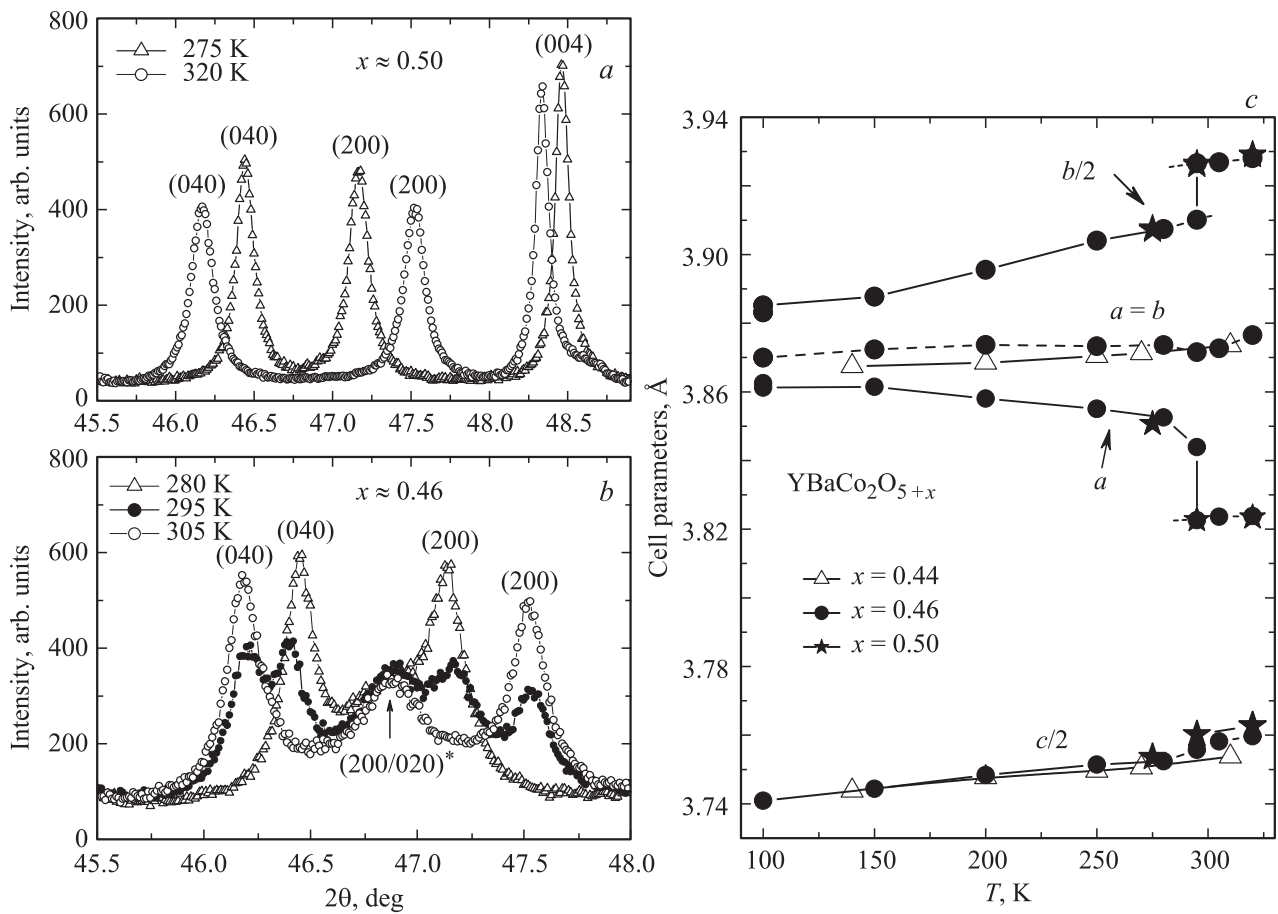 800
600
400
200
0
Intensity, arb. units
275 K
320 K
x ≈ 0.50
a
(040)
(040)
(200)
(200)
(004)
45.5 46.0 46.5 47.0 47.5 48.0 48.5
800
600
400
200
0
Intensity, arb. units
280 K
295 K
305 K
x ≈ 0.46
b
(040)
(040)
(200)
(200)
(200/020)*
45.5 46.0 46.5 47.0 47.5 48.0
2θ, deg
c
3.94
3.90
3.86
3.82
3.78
3.74
Cell parameters, Å
b/2
a = b
a
YBaCo₂O₅₊ₓ
x = 0.44
x = 0.46
x = 0.50
c/2
100 150 200 250 300
T, K